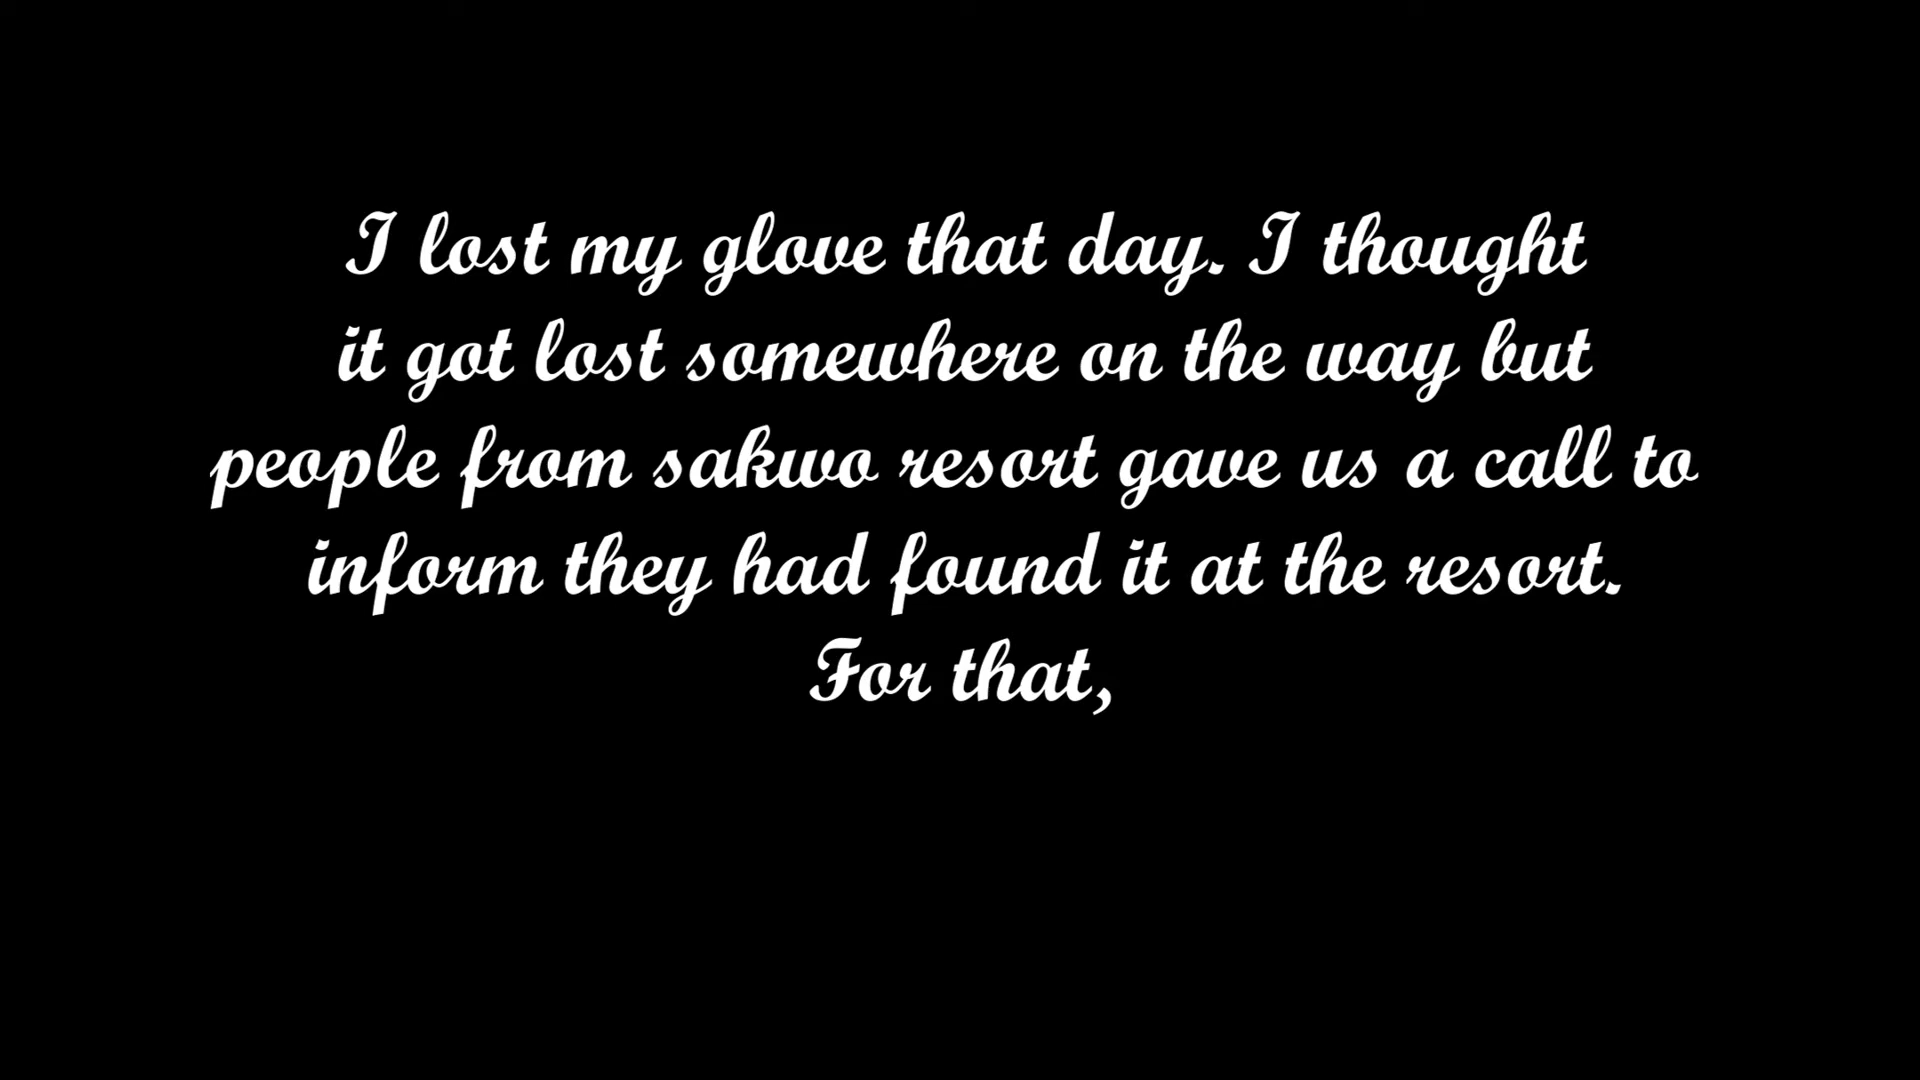 I lost my glove that day. I thought
it got lost somewhere on the way but
people from sakwo resort gave us a call to
inform they had found it at the resort.
For that,